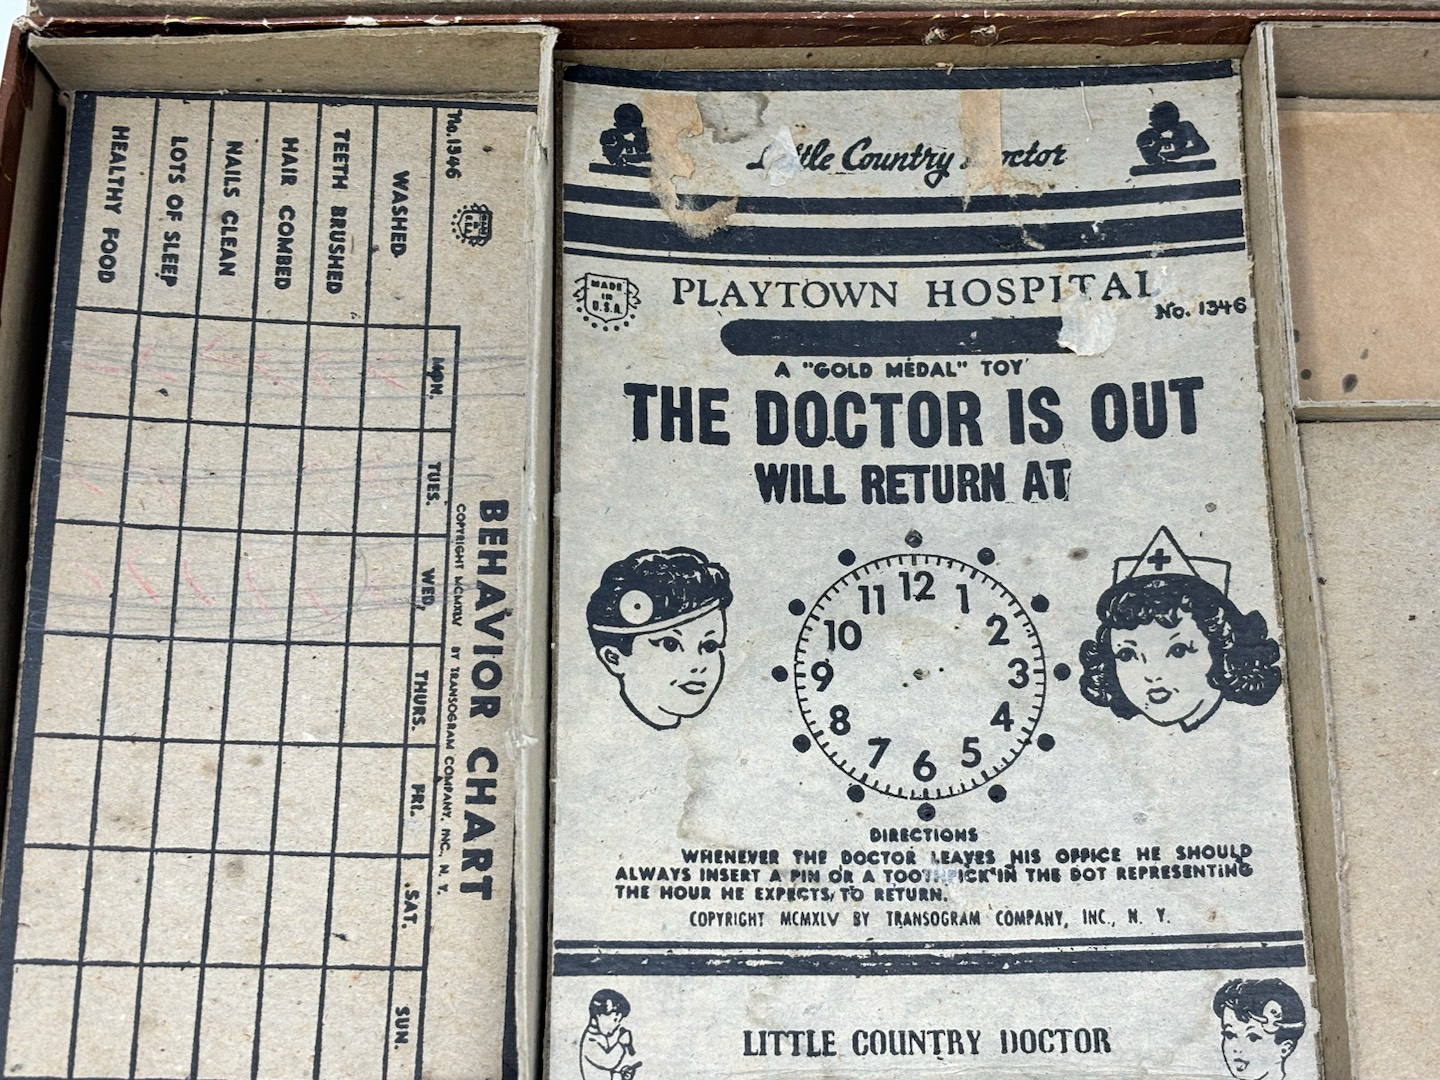 No. 1346
WASHED
TEETH BRUSHED
HAIR COMBED
NAILS CLEAN
LOTS OF SLEEP
HEALTHY FOOD
MON.
TUES.
WED.
THURS.
FRI.
SAT.
SUN.
BEHAVIOR CHART
COPYRIGHT MCMXLV BY TRANSOGRAM COMPANY, INC., N. Y.
Little Country Doctor
MADE
in
U.S.A.
PLAYTOWN HOSPITAL
No. 1346
A "GOLD MEDAL" TOY
THE DOCTOR IS OUT
WILL RETURN AT
12
1
2
3
4
5
6
7
8
9
10
11
DIRECTIONS
WHENEVER THE DOCTOR LEAVES HIS OFFICE HE SHOULD
ALWAYS INSERT A PIN OR A TOOTHPICK IN THE DOT REPRESENTING
THE HOUR HE EXPECTS TO RETURN.
COPYRIGHT MCMXLV BY TRANSOGRAM COMPANY, INC., N. Y.
LITTLE COUNTRY DOCTOR